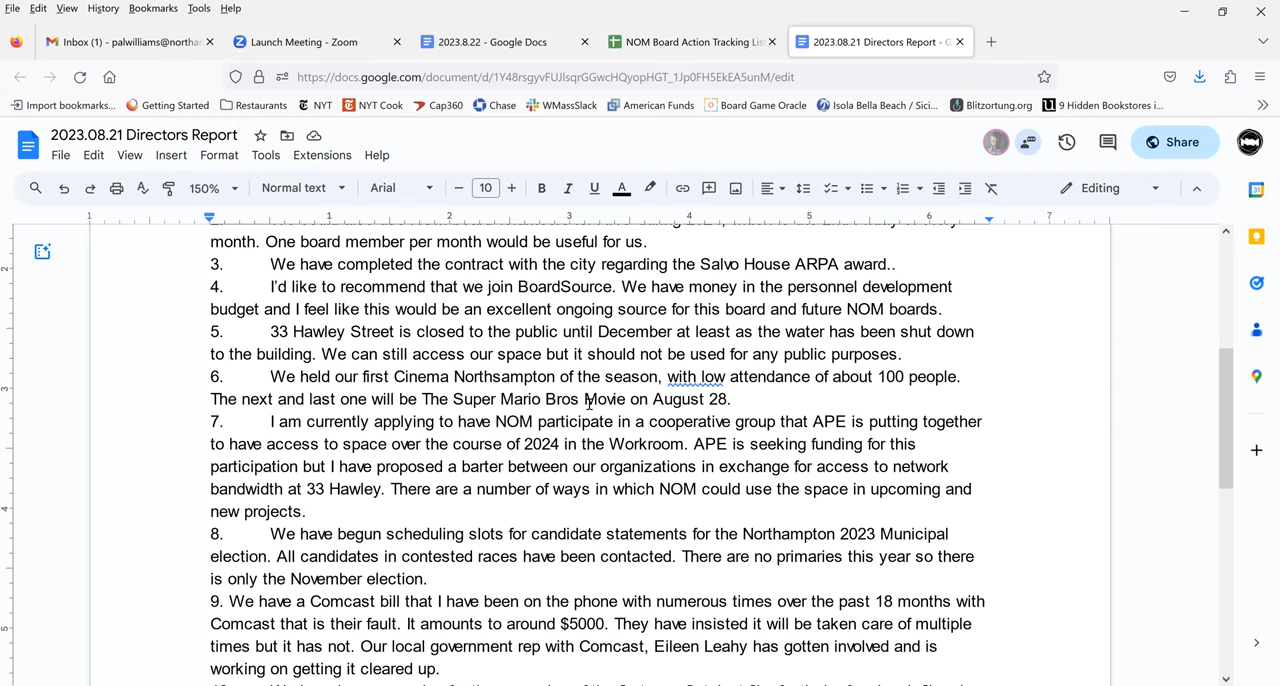 File Edit View History Bookmarks Tools Help
Inbox (1) - palwilliams@northan
Launch Meeting - Zoom
2023.8.22 - Google Docs
NOM Board Action Tracking Lis
2023.08.21 Directors Report - G
https://docs.google.com/document/d/1Y48rsgyvFUJlsqrGGwcHQyopHGT_1Jp0FH5EkEA5unM/edit
Import bookmarks... Getting Started Restaurants NYT NYT Cook Cap360 Chase WMassSlack American Funds Board Game Oracle Isola Bella Beach / Sici... Blitzortung.org 9 Hidden Bookstores i...
2023.08.21 Directors Report
File Edit View Insert Format Tools Extensions Help
Share
150% Normal text Arial 10 Editing
1 1 2 3 4 5 6 7
month. One board member per month would be useful for us.
3. We have completed the contract with the city regarding the Salvo House ARPA award..
4. I'd like to recommend that we join BoardSource. We have money in the personnel development
budget and I feel like this would be an excellent ongoing source for this board and future NOM boards.
5. 33 Hawley Street is closed to the public until December at least as the water has been shut down
to the building. We can still access our space but it should not be used for any public purposes.
6. We held our first Cinema Northsampton of the season, with low attendance of about 100 people.
The next and last one will be The Super Mario Bros Movie on August 28.
7. I am currently applying to have NOM participate in a cooperative group that APE is putting together
to have access to space over the course of 2024 in the Workroom. APE is seeking funding for this
participation but I have proposed a barter between our organizations in exchange for access to network
bandwidth at 33 Hawley. There are a number of ways in which NOM could use the space in upcoming and
new projects.
8. We have begun scheduling slots for candidate statements for the Northampton 2023 Municipal
election. All candidates in contested races have been contacted. There are no primaries this year so there
is only the November election.
9. We have a Comcast bill that I have been on the phone with numerous times over the past 18 months with
Comcast that is their fault. It amounts to around $5000. They have insisted it will be taken care of multiple
times but it has not. Our local government rep with Comcast, Eileen Leahy has gotten involved and is
working on getting it cleared up.